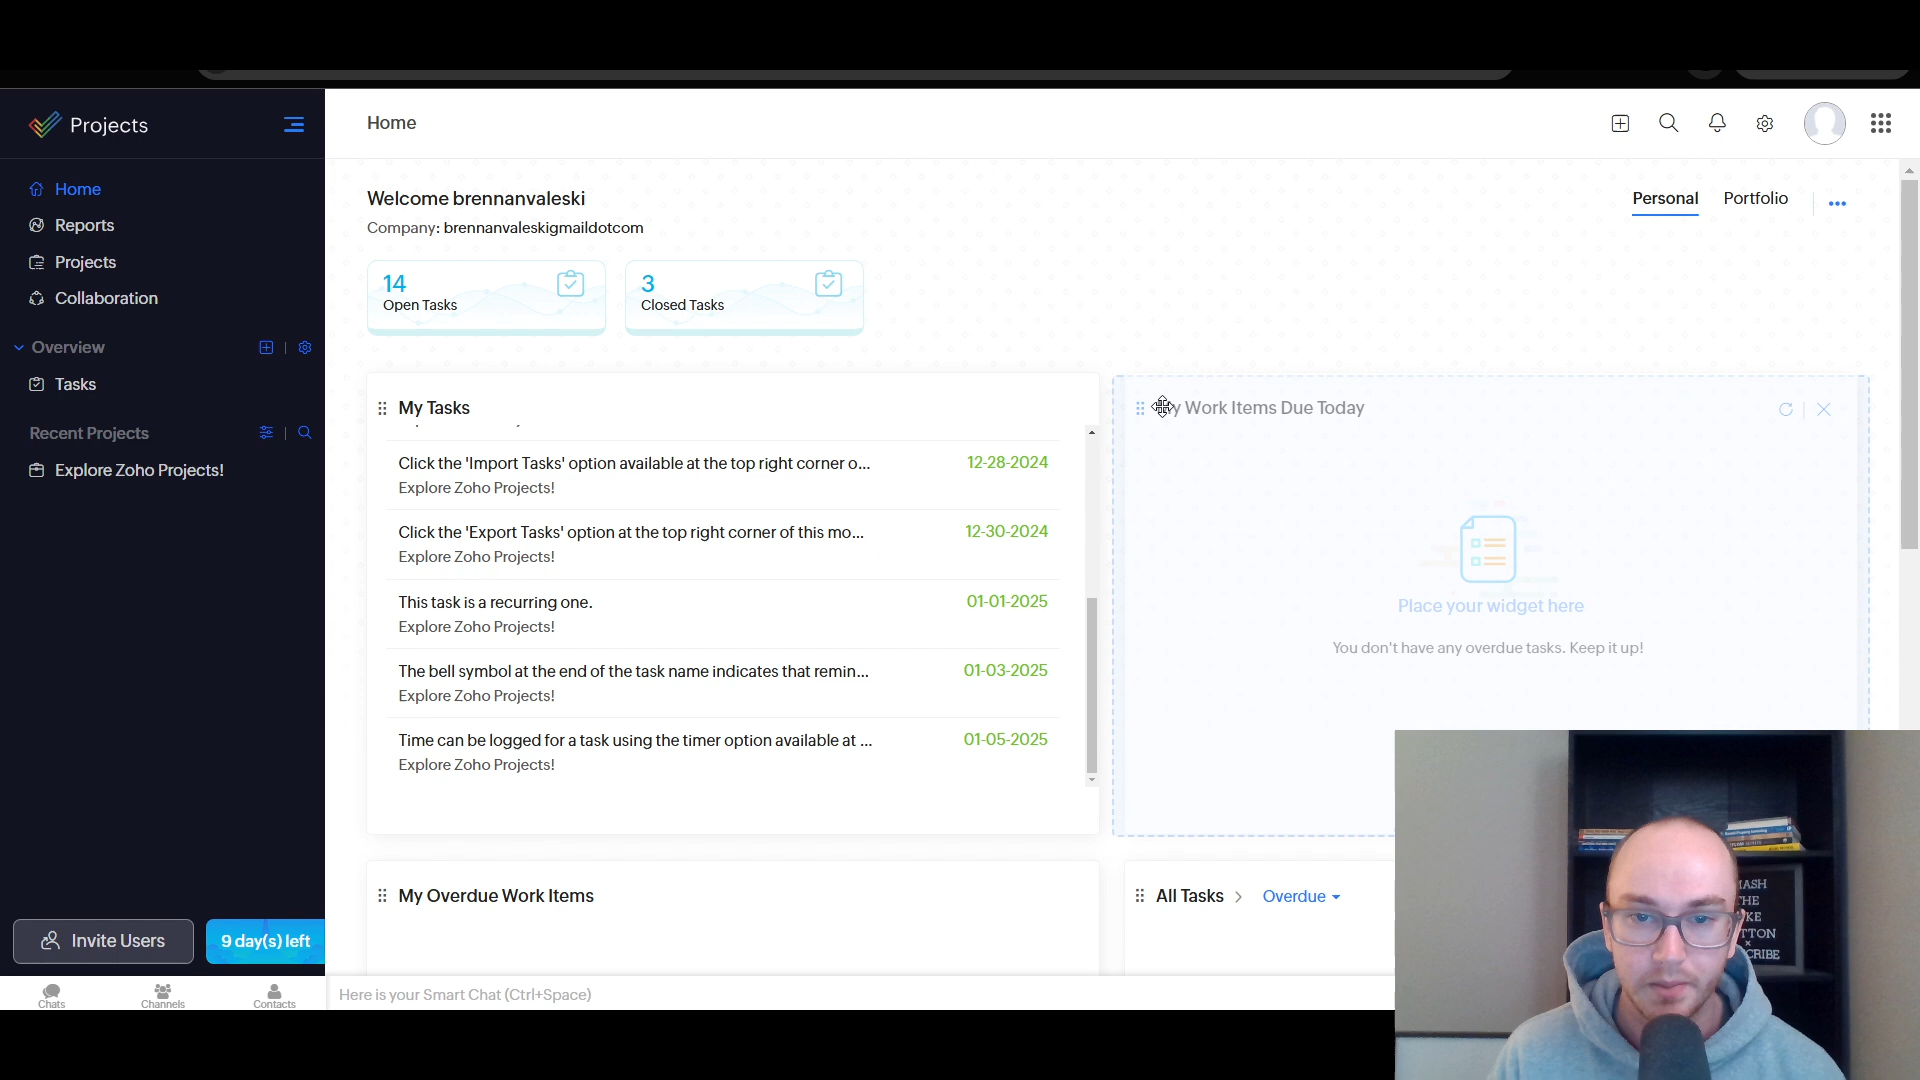 Projects
Home
Home
Reports
Projects
Collaboration
Overview
Tasks
Recent Projects
Explore Zoho Projects!
Invite Users
9 day(s) left
Chats
Channels
Contacts
Welcome brennanvaleski
Company: brennanvaleskigmaildotcom
Personal
Portfolio
14
Open Tasks
3
Closed Tasks
My Tasks
Click the 'Import Tasks' option available at the top right corner o...
12-28-2024
Explore Zoho Projects!
Click the 'Export Tasks' option at the top right corner of this mo...
12-30-2024
Explore Zoho Projects!
This task is a recurring one.
01-01-2025
Explore Zoho Projects!
The bell symbol at the end of the task name indicates that remin...
01-03-2025
Explore Zoho Projects!
Time can be logged for a task using the timer option available at ...
01-05-2025
Explore Zoho Projects!
y Work Items Due Today
Place your widget here
You don't have any overdue tasks. Keep it up!
My Overdue Work Items
All Tasks > Overdue
Here is your Smart Chat (Ctrl+Space)
MASH
THE
KE
TTON
×
CRIBE